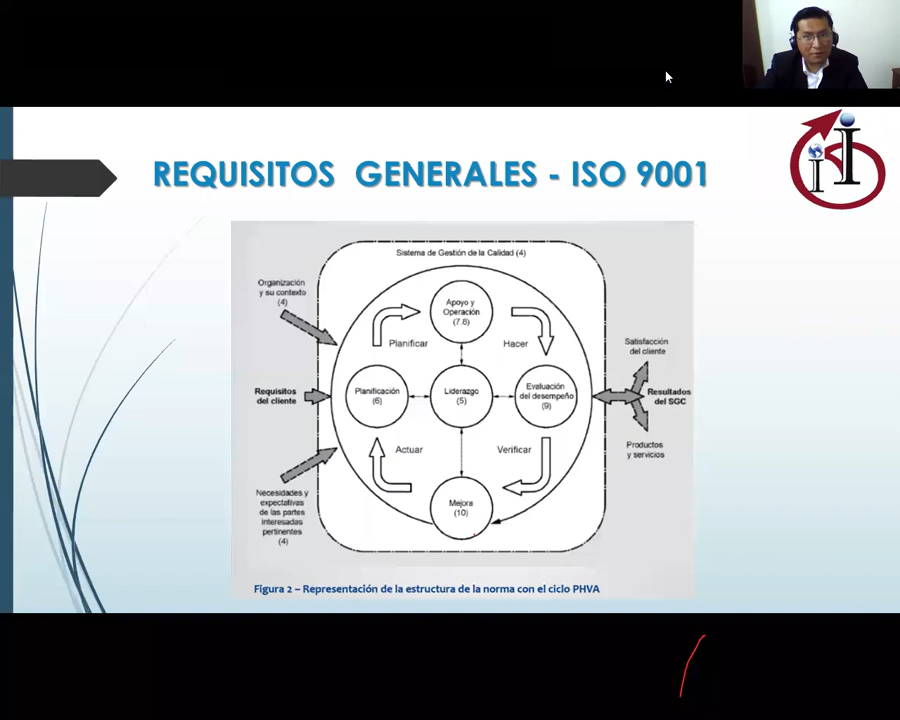 REQUISITOS GENERALES - ISO 9001
Sistema de Gestión de la Calidad (4)
Organización
y su contexto
(4)
Apoyo y
Operación
(7.8)
Planificar
Hacer
Satisfacción
del cliente
Requisitos
del cliente
Planificación
(6)
Liderazgo
(5)
Evaluación
del desempeño
(9)
Resultados
del SGC
Actuar
Verificar
Productos
y servicios
Necesidades y
expectativas
de las partes
interesadas
pertinentes
(4)
Mejora
(10)
Figura 2 – Representación de la estructura de la norma con el ciclo PHVA